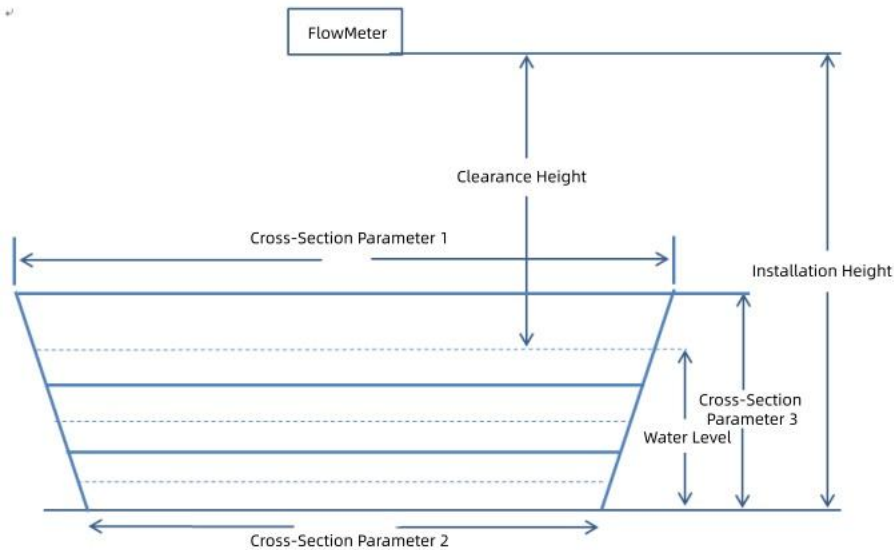 FlowMeter
Clearance Height
Cross-Section Parameter 1
Installation Height
Cross-Section
Parameter 3
Water Level
Cross-Section Parameter 2